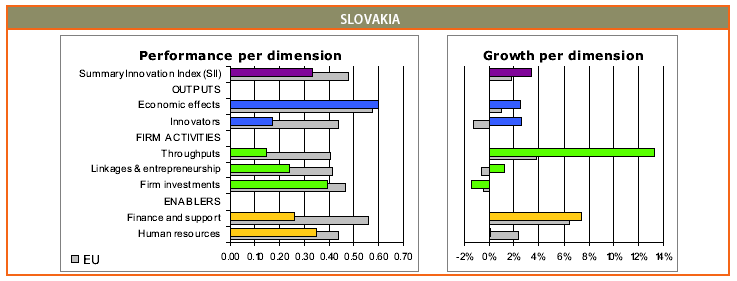 SLOVAKIA
Performance per dimension
Summary Innovation Index (SII)
OUTPUTS
Economic effects
Innovators
FIRM ACTIVITIES
Throughputs
Linkages & entrepreneurship
Firm investments
ENABLERS
Finance and support
Human resources
0.00 0.10 0.20 0.30 0.40 0.50 0.60 0.70
EU
Growth per dimension
-2% 0% 2% 4% 6% 8% 10% 12% 14%